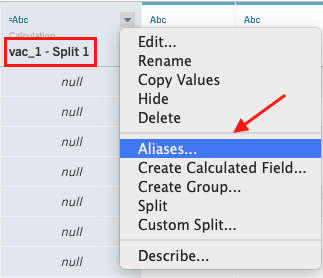 =Abc
Abc
Abc
Calculation
vac_1 - Split 1
null
null
null
null
null
null
null
Edit...
Rename
Copy Values
Hide
Delete
Aliases...
Create Calculated Field...
Create Group...
Split
Custom Split...
Describe...